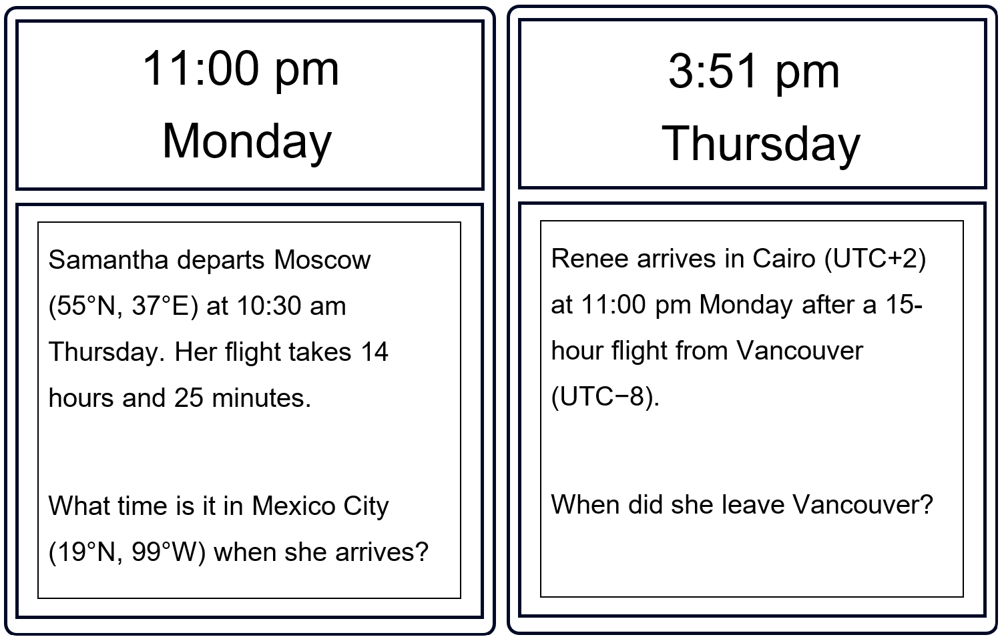 11:00 pm
Monday
Samantha departs Moscow
(55°N, 37°E) at 10:30 am
Thursday. Her flight takes 14
hours and 25 minutes.
What time is it in Mexico City
(19°N, 99°W) when she arrives?
3:51 pm
Thursday
Renee arrives in Cairo (UTC+2)
at 11:00 pm Monday after a 15-
hour flight from Vancouver
(UTC−8).
When did she leave Vancouver?